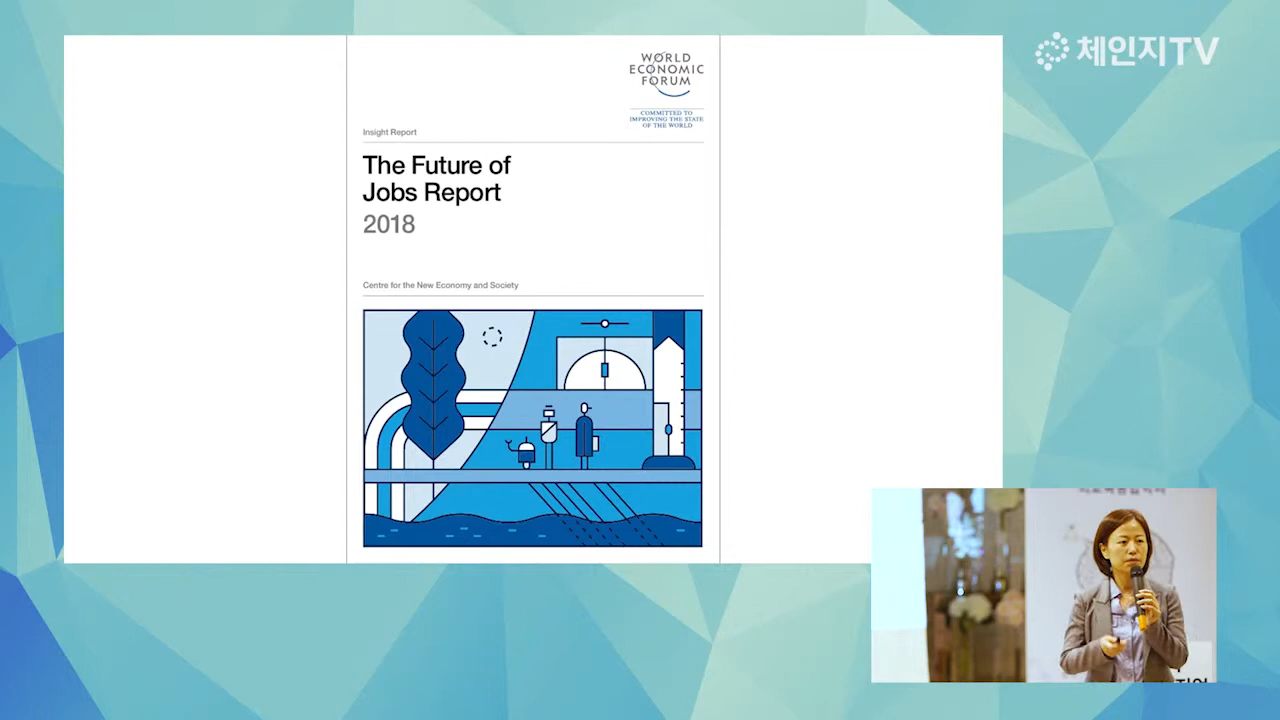 체인지TV
WORLD
ECONOMIC
FORUM
COMMITTED TO
IMPROVING THE STATE
OF THE WORLD
Insight Report
The Future of
Jobs Report
2018
Centre for the New Economy and Society